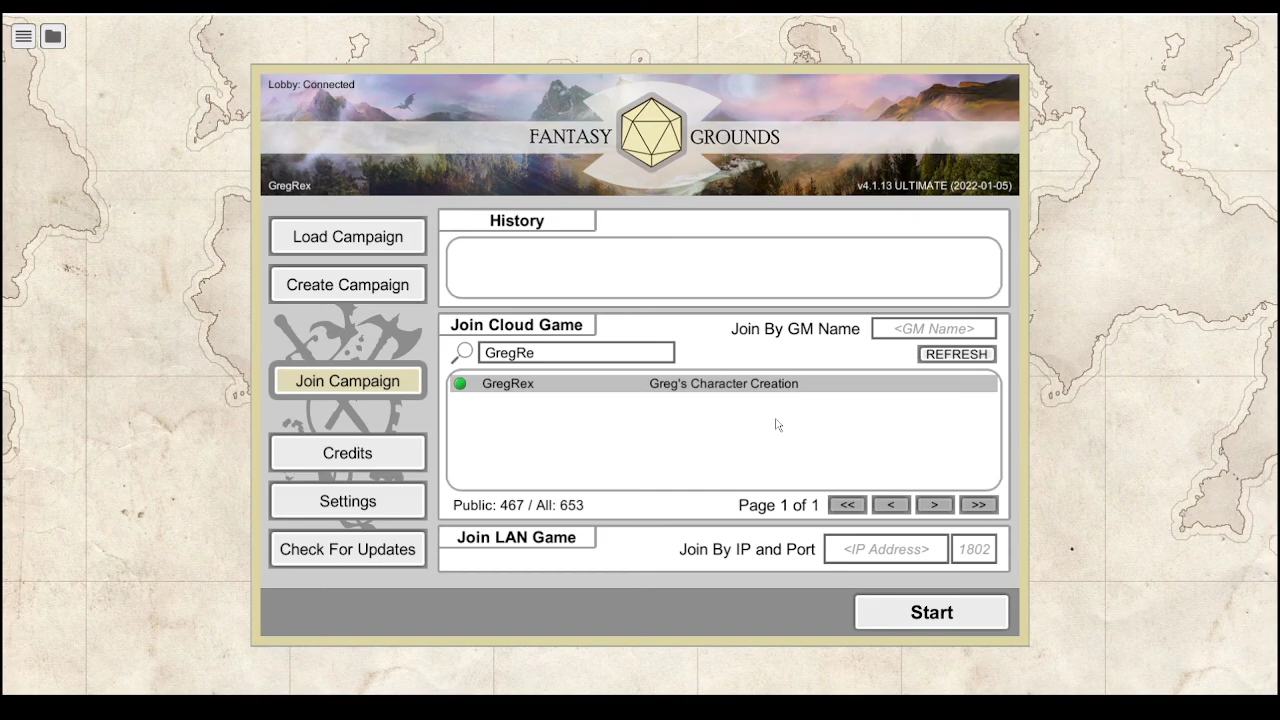 Lobby: Connected
FANTASY GROUNDS
GregRex
v4.1.13 ULTIMATE (2022-01-05)
Load Campaign
Create Campaign
Join Campaign
Credits
Settings
Check For Updates
History
Join Cloud Game
Join By GM Name
<GM Name>
GregRe
REFRESH
GregRex Greg's Character Creation
Public: 467 / All: 653
Page 1 of 1
<< < > >>
Join LAN Game
Join By IP and Port
<IP Address>
1802
Start